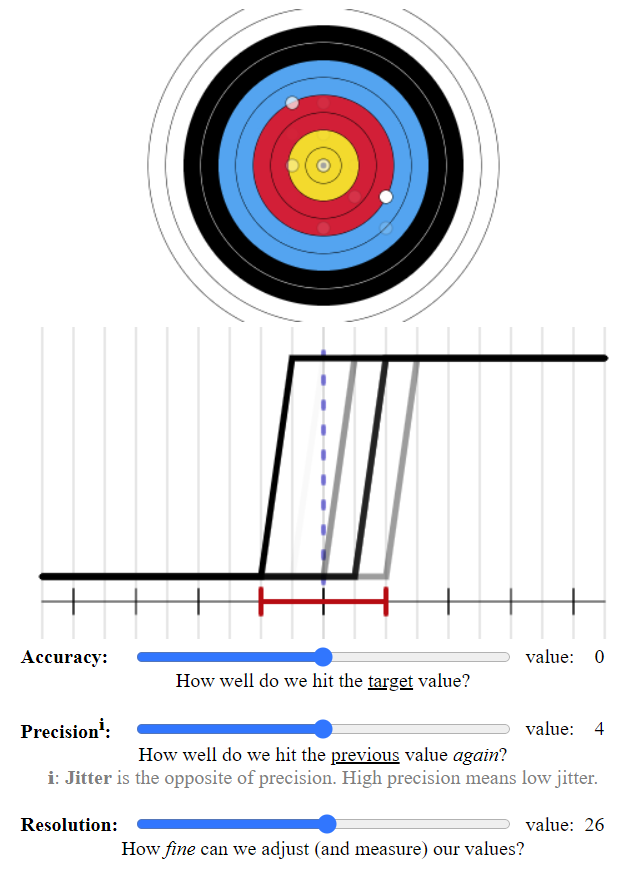 Accuracy: value: 0
How well do we hit the target value?
Precisionⁱ: value: 4
How well do we hit the previous value again?
i: Jitter is the opposite of precision. High precision means low jitter.
Resolution: value: 26
How fine can we adjust (and measure) our values?